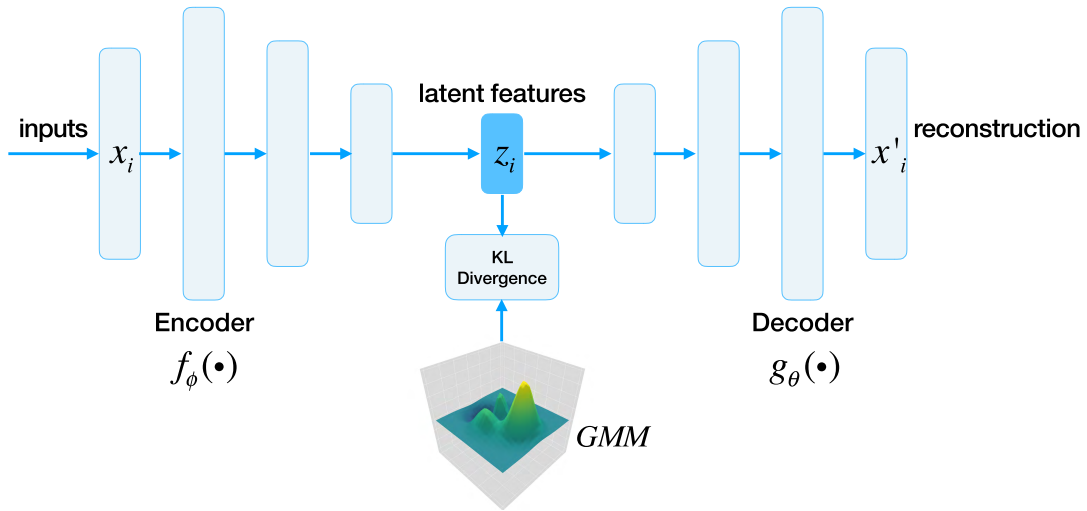 latent features
inputs
x_i
z_i
x'_i
reconstruction
KL
Divergence
Encoder
Decoder
f_ϕ(•)
g_θ(•)
GMM